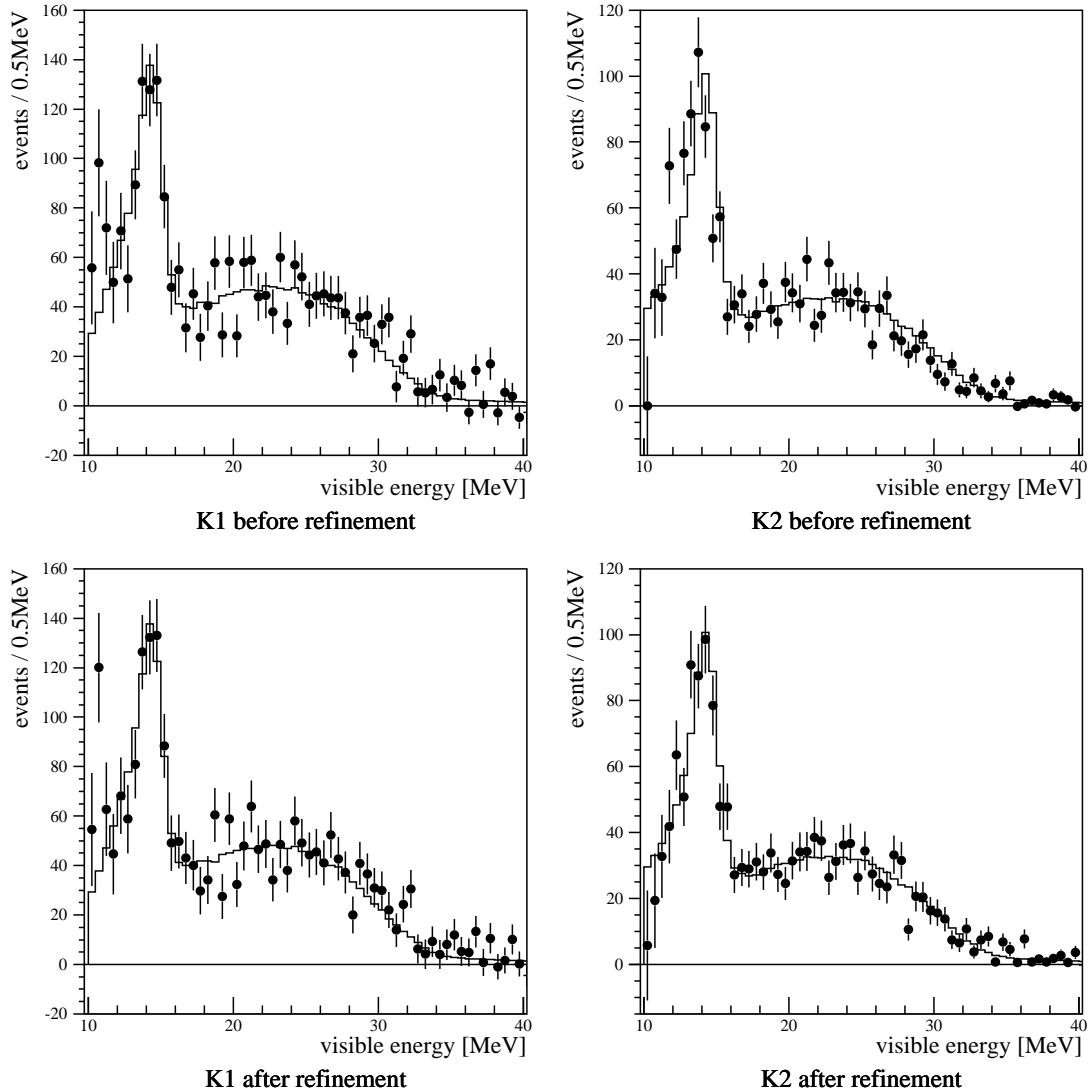 160
140
120
100
80
60
40
20
0
-20
events / 0.5MeV
10 20 30 40
visible energy [MeV]
K1 before refinement
120
100
80
60
40
20
0
events / 0.5MeV
10 20 30 40
visible energy [MeV]
K2 before refinement
160
140
120
100
80
60
40
20
0
-20
events / 0.5MeV
10 20 30 40
visible energy [MeV]
K1 after refinement
120
100
80
60
40
20
0
events / 0.5MeV
10 20 30 40
visible energy [MeV]
K2 after refinement